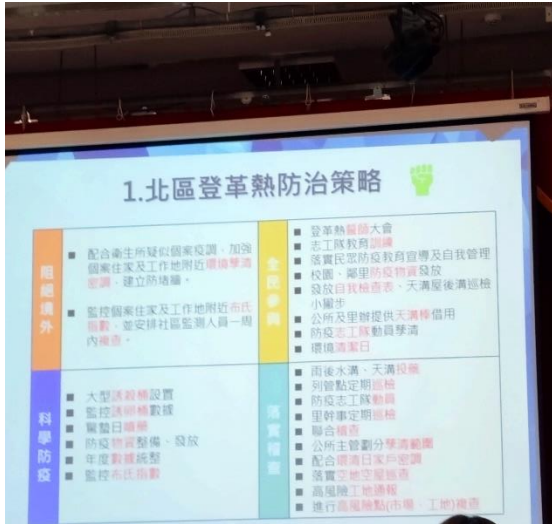 1.北區登革熱防治策略
阻絕境外
配合衛生所疑似個案疫調、加強
個案住家及工作地附近環境孳清
密調，建立防堵牆。
監控個案住家及工作地附近布氏
指數，並安排社區監測人員一周
內複查。
全民參與
登革熱誓師大會
志工隊教育訓練
落實民眾防疫教育宣導及自我管理
校園、鄰里防疫物資發放
發放自我檢查表、天溝屋後溝巡檢
小撇步
公所及里辦提供天溝棒借用
防疫志工隊動員孳清
環境清潔日
科學防疫
大型誘殺桶設置
監控誘卵桶數據
驚蟄日噴藥
防疫物資整備、發放
年度數據統整
監控布氏指數
落實稽查
雨後水溝、天溝投藥
列管點定期巡檢
防疫志工隊動員
里幹事定期巡檢
聯合稽查
公所主管劃分孳清範圍
配合環清日家戶密調
落實空地空屋巡查
高風險工地通報
進行高風險點(市場、工地)複查